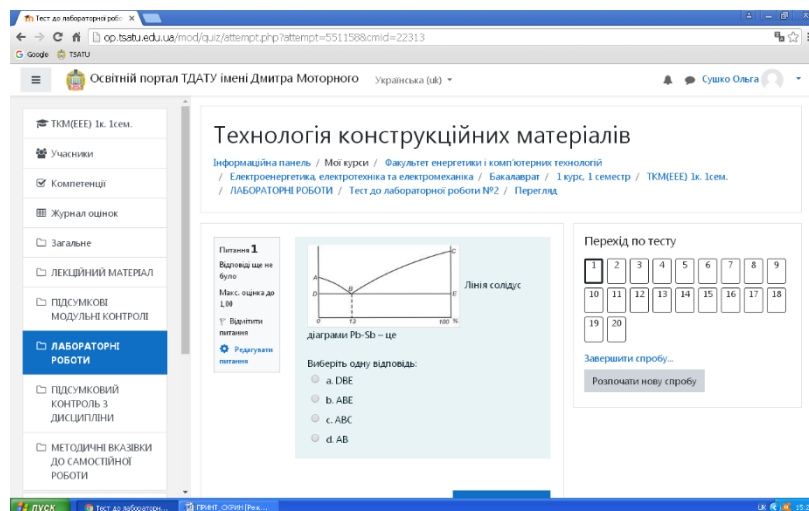 Тест до лабораторної робо
op.tsatu.edu.ua/mod/quiz/attempt.php?attempt=551158&cmid=22313
Google TSATU
Освітній портал ТДАТУ імені Дмитра Моторного Українська (uk) Сушко Ольга
ТКМ(ЕЕЕ) 1к. 1сем.
Учасники
Компетенції
Журнал оцінок
Загальне
ЛЕКЦІЙНИЙ МАТЕРІАЛ
ПІДСУМКОВІ
МОДУЛЬНІ КОНТРОЛІ
ЛАБОРАТОРНІ
РОБОТИ
ПІДСУМКОВИЙ
КОНТРОЛЬ З
ДИСЦИПЛІНИ
МЕТОДИЧНІ ВКАЗІВКИ
ДО САМОСТІЙНОЇ
РОБОТИ
Технологія конструкційних матеріалів
Інформаційна панель / Мої курси / Факультет енергетики і комп'ютерних технологій
/ Електроенергетика, електротехніка та електромеханіка / Бакалаврат / 1 курс, 1 семестр / ТКМ(ЕЕЕ) 1к. 1сем.
/ ЛАБОРАТОРНІ РОБОТИ / Тест до лабораторної роботи №2 / Перегляд
Питання 1
Відповіді ще не
було
Макс. оцінка до
1,00
Відмітити
питання
Редагувати
питання
A B C D E
0 13 100 %
Лінія солідус
діаграми Pb-Sb – це
Виберіть одну відповідь:
a. DBE
b. ABE
c. ABC
d. AB
Перехід по тесту
1 2 3 4 5 6 7 8 9
10 11 12 13 14 15 16 17 18
19 20
Завершити спробу...
Розпочати нову спробу
пуск Тест до лабораторн... ПРИНТ_СКРИН [Реж...
UK